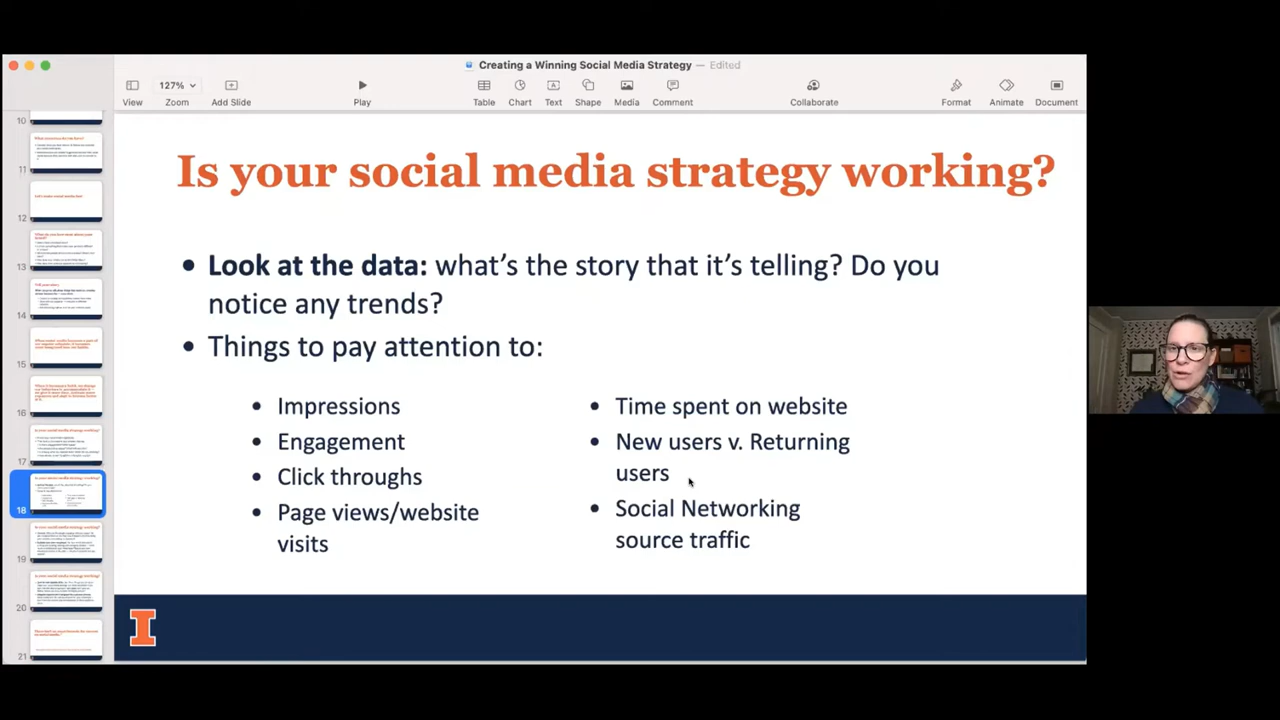 Creating a Winning Social Media Strategy — Edited
127%
View
Zoom
Add Slide
Play
Table
Chart
Text
Shape
Media
Comment
Collaborate
Format
Animate
Document
10
11
12
13
14
15
16
17
18
19
20
21
Is your social media strategy working?
• Look at the data: what's the story that it's telling? Do you
notice any trends?
• Things to pay attention to:
• Impressions
• Engagement
• Click throughs
• Page views/website
visits
• Time spent on website
• New users v. Returning
users
• Social Networking
source traffic
I